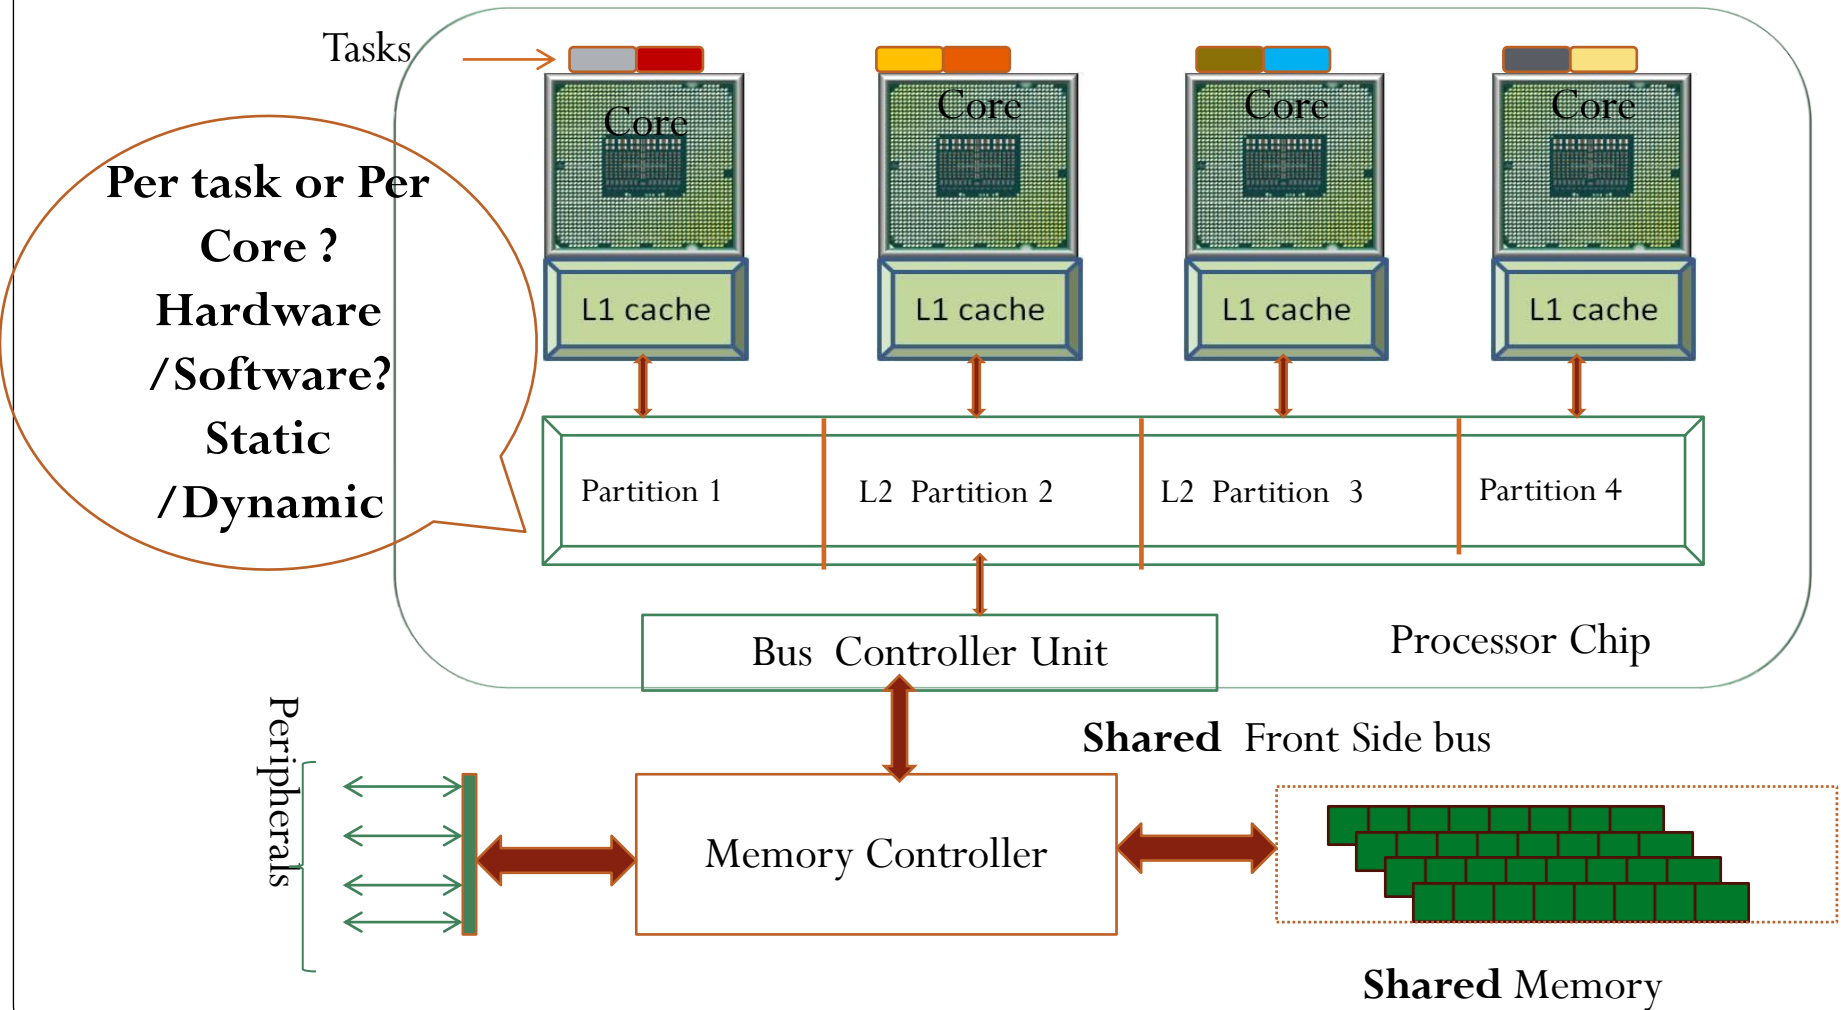 Tasks
Core
Core
Core
Core
Per task or Per
Core ?
Hardware
/Software?
Static
/Dynamic
L1 cache
L1 cache
L1 cache
L1 cache
Partition 1
L2 Partition 2
L2 Partition 3
Partition 4
Bus Controller Unit
Processor Chip
Shared Front Side bus
Peripherals
Memory Controller
Shared Memory